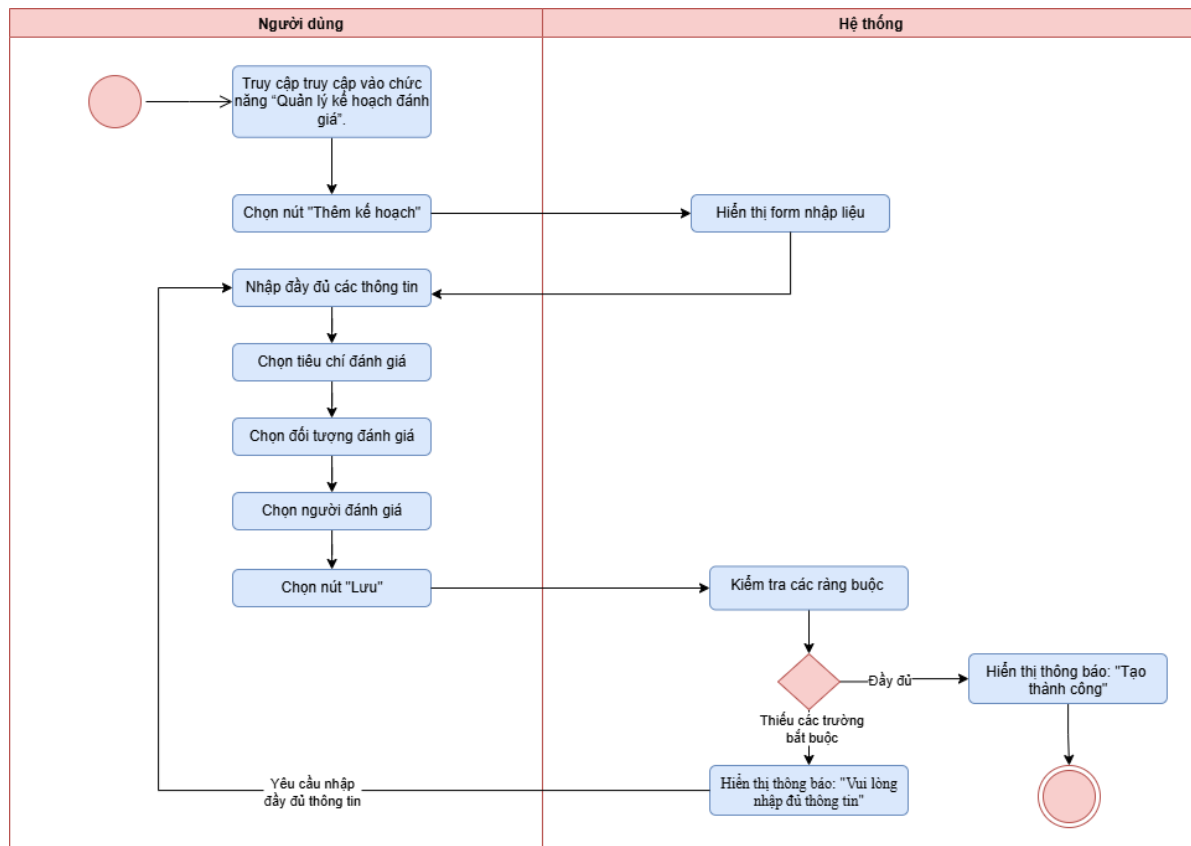 Người dùng
Hệ thống
Truy cập truy cập vào chức
năng “Quản lý kế hoạch đánh
giá”.
Chọn nút "Thêm kế hoạch"
Hiển thị form nhập liệu
Nhập đầy đủ các thông tin
Chọn tiêu chí đánh giá
Chọn đối tượng đánh giá
Chọn người đánh giá
Chọn nút "Lưu"
Kiểm tra các ràng buộc
Đầy đủ
Hiển thị thông báo: "Tạo
thành công"
Thiếu các trường
bắt buộc
Hiển thị thông báo: "Vui lòng
nhập đủ thông tin"
Yêu cầu nhập
đầy đủ thông tin